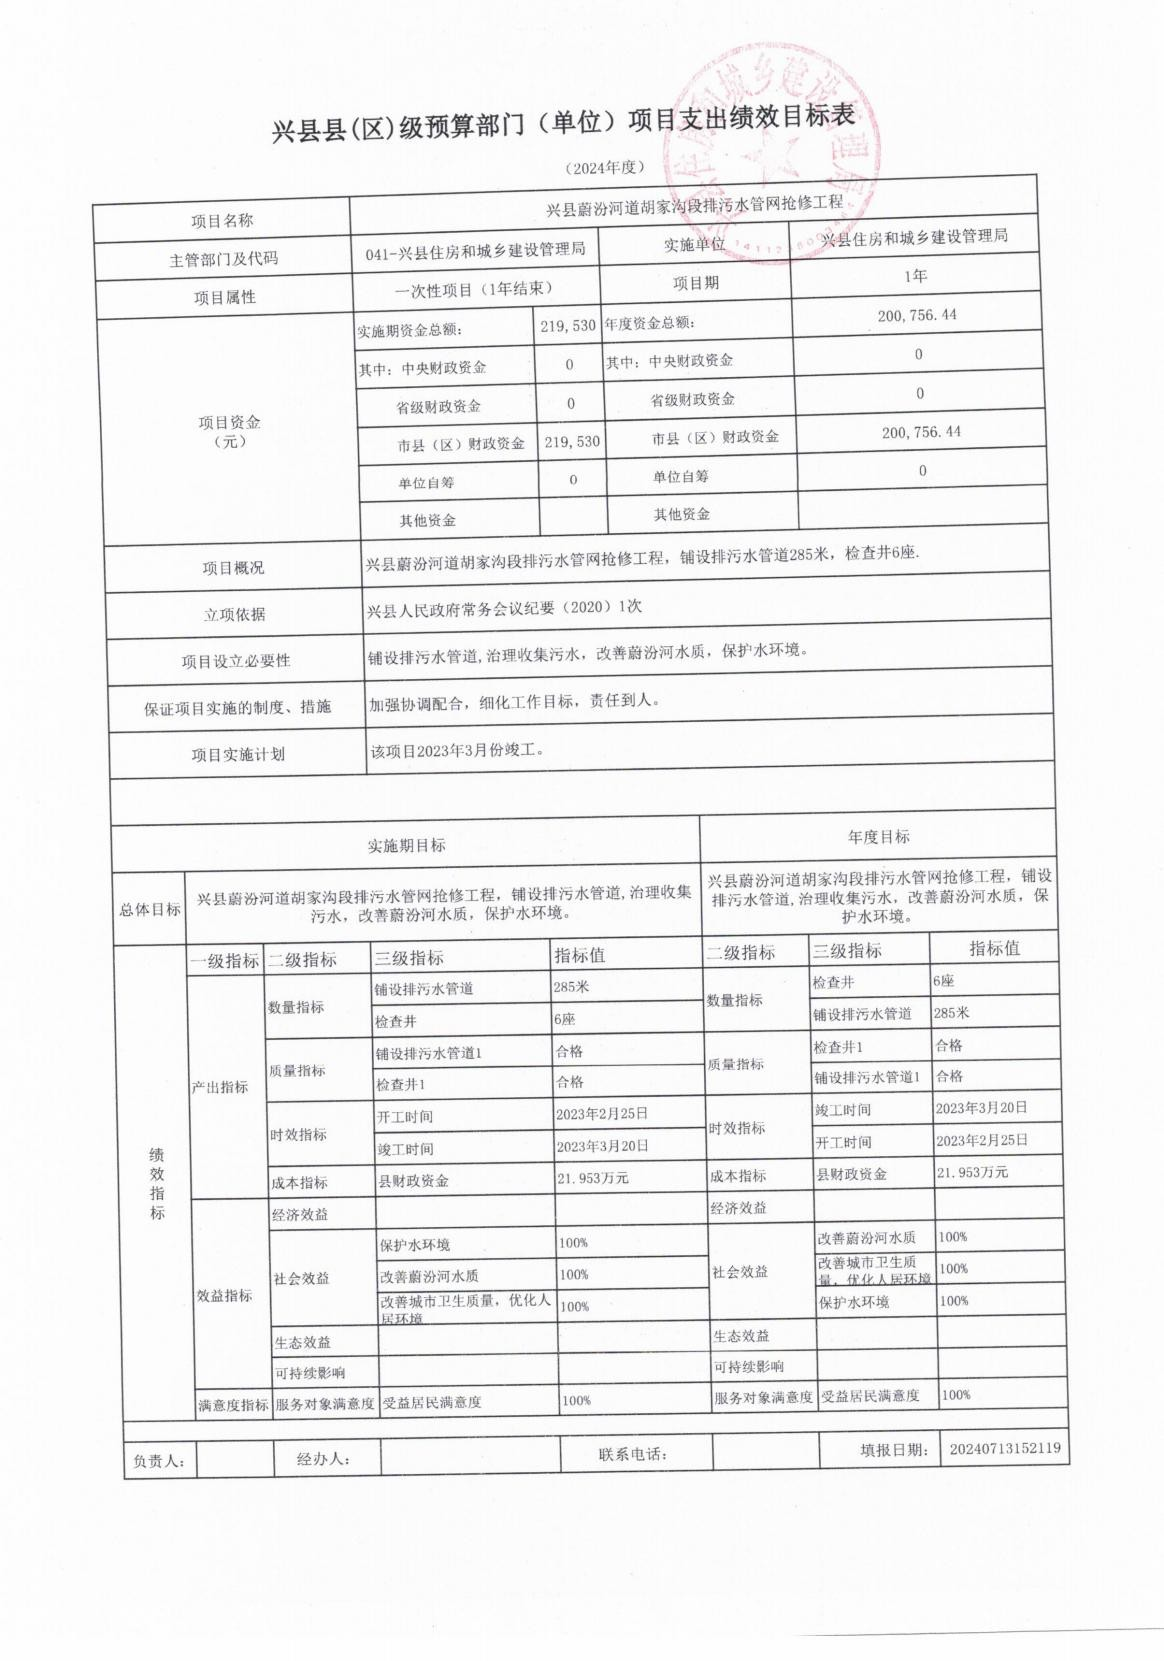 兴县县(区)级预算部门（单位）项目支出绩效目标表
（2024年度）
项目名称 兴县蔚汾河道胡家沟段排污水管网抢修工程
主管部门及代码 041-兴县住房和城乡建设管理局 实施单位 兴县住房和城乡建设管理局
项目属性 一次性项目（1年结束） 项目期 1年
项目资金
（元）
实施期资金总额： 219,530 年度资金总额： 200,756.44
其中：中央财政资金 0 其中：中央财政资金 0
省级财政资金 0 省级财政资金 0
市县（区）财政资金 219,530 市县（区）财政资金 200,756.44
单位自筹 0 单位自筹 0
其他资金 其他资金
项目概况 兴县蔚汾河道胡家沟段排污水管网抢修工程，铺设排污水管道285米，检查井6座.
立项依据 兴县人民政府常务会议纪要（2020）1次
项目设立必要性 铺设排污水管道,治理收集污水，改善蔚汾河水质，保护水环境。
保证项目实施的制度、措施 加强协调配合，细化工作目标，责任到人。
项目实施计划 该项目2023年3月份竣工。
实施期目标 年度目标
总体目标
兴县蔚汾河道胡家沟段排污水管网抢修工程，铺设排污水管道,治理收集
污水，改善蔚汾河水质，保护水环境。
兴县蔚汾河道胡家沟段排污水管网抢修工程，铺设
排污水管道,治理收集污水，改善蔚汾河水质，保
护水环境。
绩效指标
一级指标 二级指标 三级指标 指标值 二级指标 三级指标 指标值
产出指标
数量指标 铺设排污水管道 285米 数量指标 检查井 6座
检查井 6座 铺设排污水管道 285米
质量指标 铺设排污水管道1 合格 质量指标 检查井1 合格
检查井1 合格 铺设排污水管道1 合格
时效指标 开工时间 2023年2月25日 时效指标 竣工时间 2023年3月20日
竣工时间 2023年3月20日 开工时间 2023年2月25日
成本指标 县财政资金 21.953万元 成本指标 县财政资金 21.953万元
效益指标
经济效益 经济效益
社会效益 保护水环境 100% 社会效益 改善蔚汾河水质 100%
改善蔚汾河水质 100% 改善城市卫生质
量，优化人居环境 100%
改善城市卫生质量，优化人
居环境 100% 保护水环境 100%
生态效益 生态效益
可持续影响 可持续影响
满意度指标 服务对象满意度 受益居民满意度 100% 服务对象满意度 受益居民满意度 100%
负责人： 经办人： 联系电话： 填报日期： 20240713152119